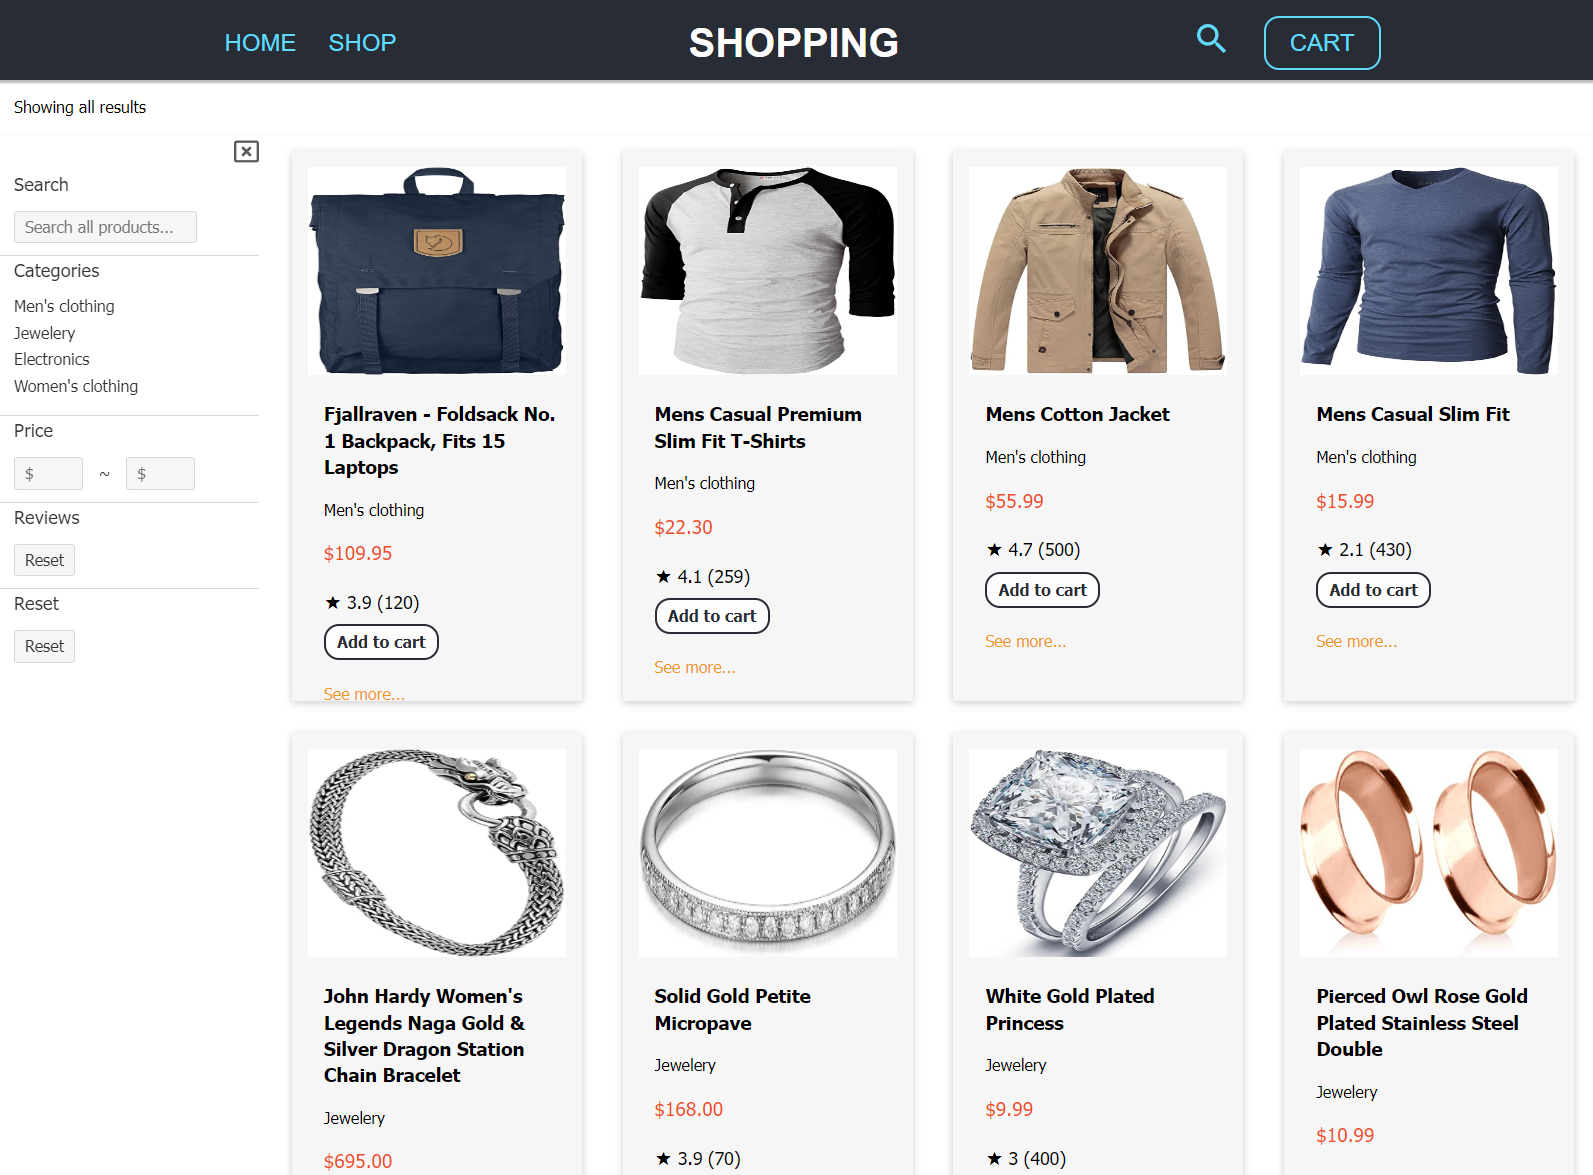 HOME
SHOP
SHOPPING
CART
Showing all results
Search
Search all products...
Categories
Men's clothing
Jewelery
Electronics
Women's clothing
Price
$ ~ $
Reviews
Reset
Reset
Reset
Fjallraven - Foldsack No.
1 Backpack, Fits 15
Laptops
Men's clothing
$109.95
★ 3.9 (120)
Add to cart
See more...
Mens Casual Premium
Slim Fit T-Shirts
Men's clothing
$22.30
★ 4.1 (259)
Add to cart
See more...
Mens Cotton Jacket
Men's clothing
$55.99
★ 4.7 (500)
Add to cart
See more...
Mens Casual Slim Fit
Men's clothing
$15.99
★ 2.1 (430)
Add to cart
See more...
John Hardy Women's
Legends Naga Gold &
Silver Dragon Station
Chain Bracelet
Jewelery
$695.00
Solid Gold Petite
Micropave
Jewelery
$168.00
★ 3.9 (70)
White Gold Plated
Princess
Jewelery
$9.99
★ 3 (400)
Pierced Owl Rose Gold
Plated Stainless Steel
Double
Jewelery
$10.99